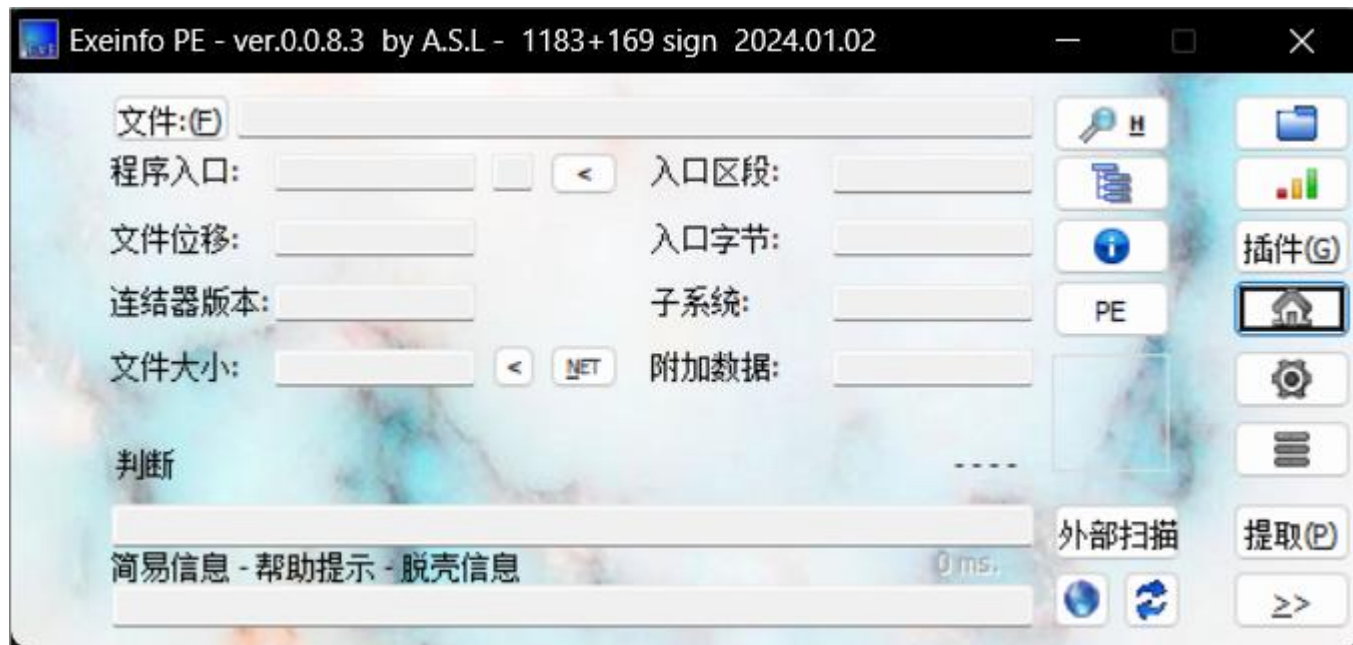 Exeinfo PE - ver.0.0.8.3 by A.S.L - 1183+169 sign 2024.01.02
文件:(F)
H
程序入口: < 入口区段:
文件位移: 入口字节:
插件(G)
连结器版本: 子系统:
PE
文件大小: < NET 附加数据:
判断 ----
外部扫描 提取(P)
简易信息 - 帮助提示 - 脱壳信息 0 ms.
>>